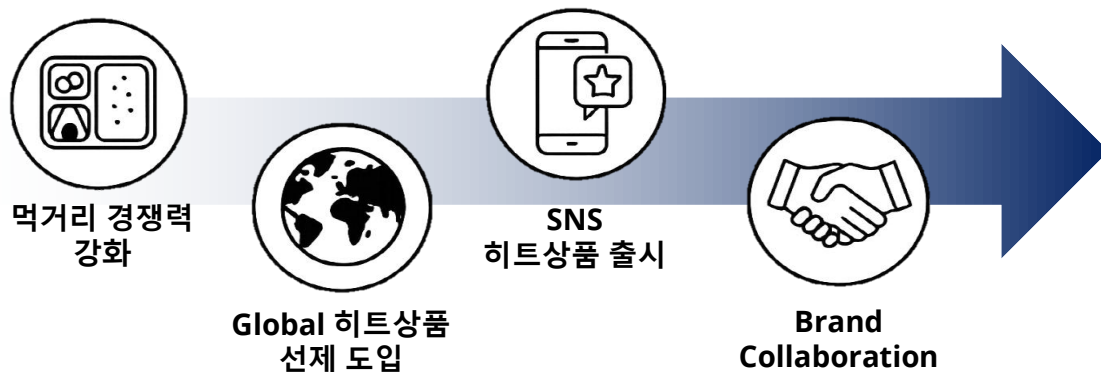 먹거리 경쟁력
강화
Global 히트상품
선제 도입
SNS
히트상품 출시
Brand
Collaboration